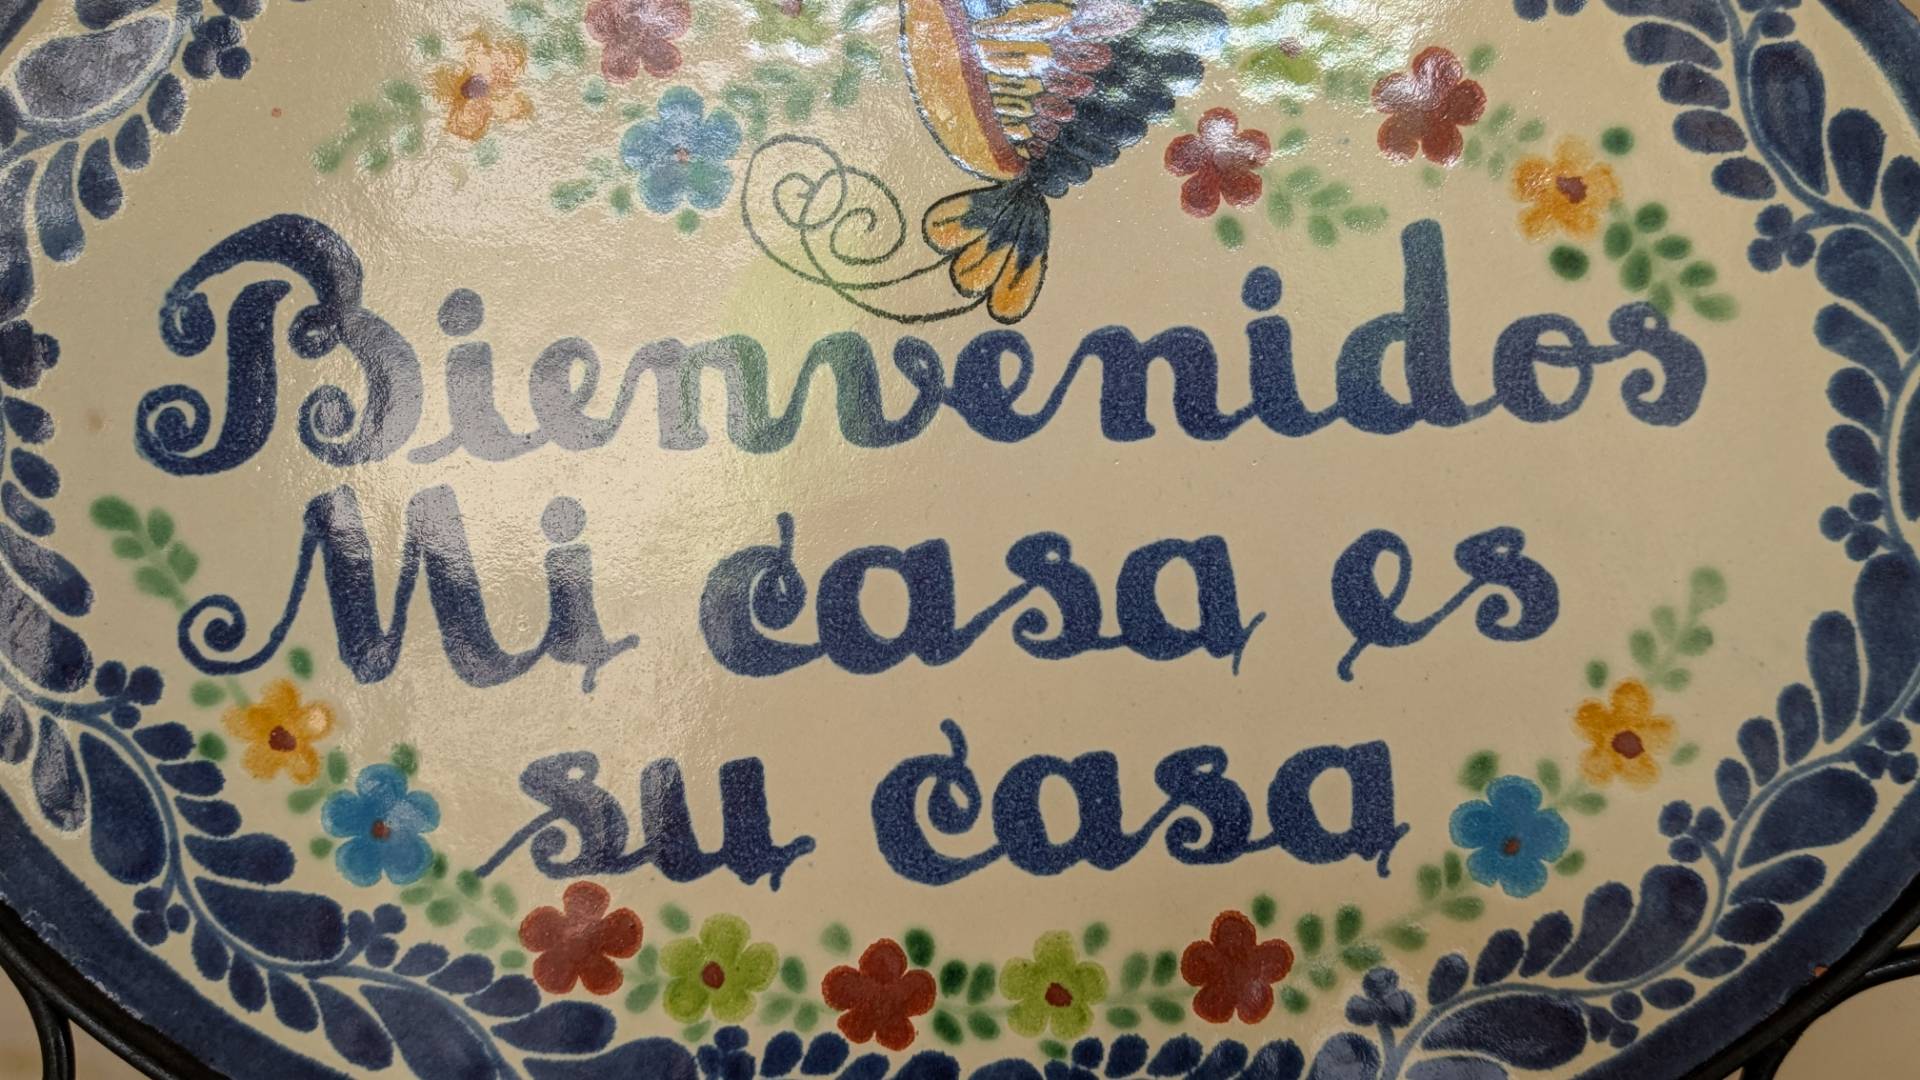 Bienvenidos
Mi casa es
su casa